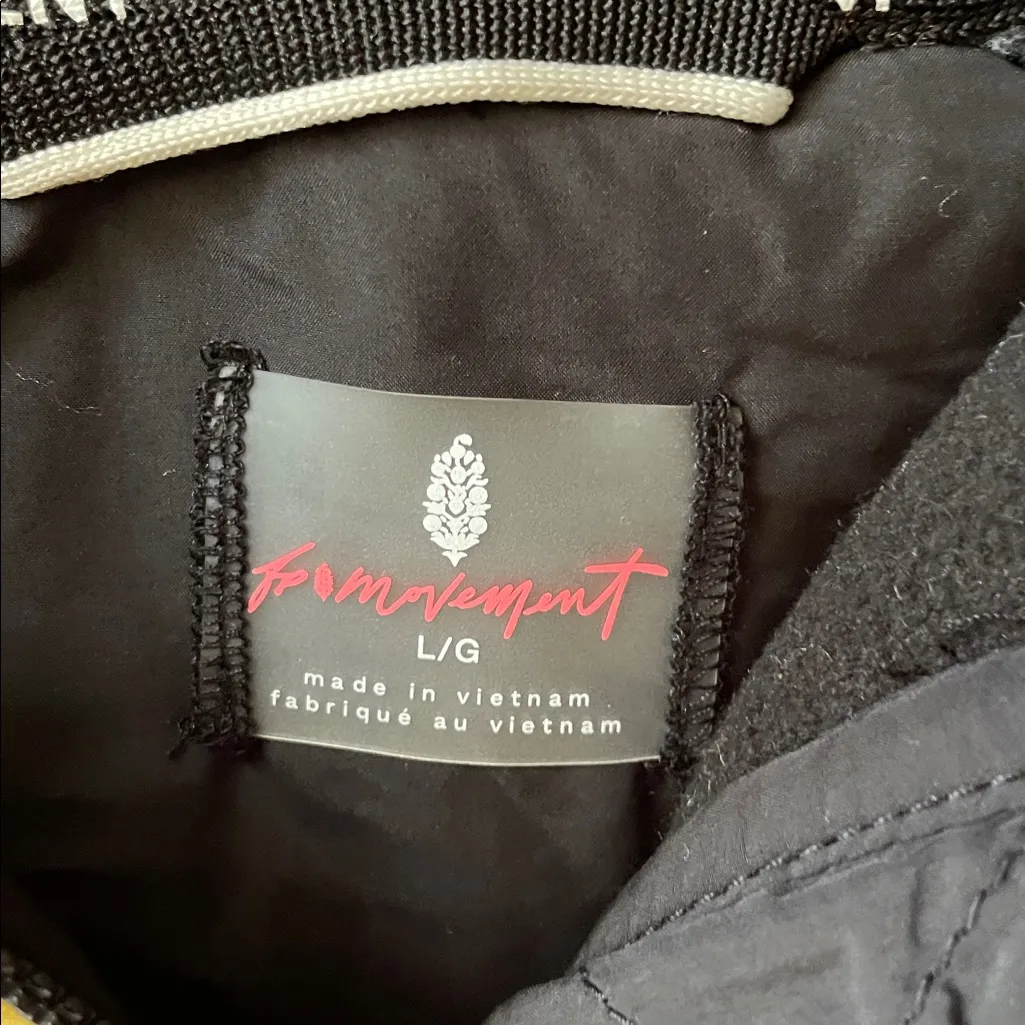 fp movement
L/G
made in vietnam
fabriqué au vietnam